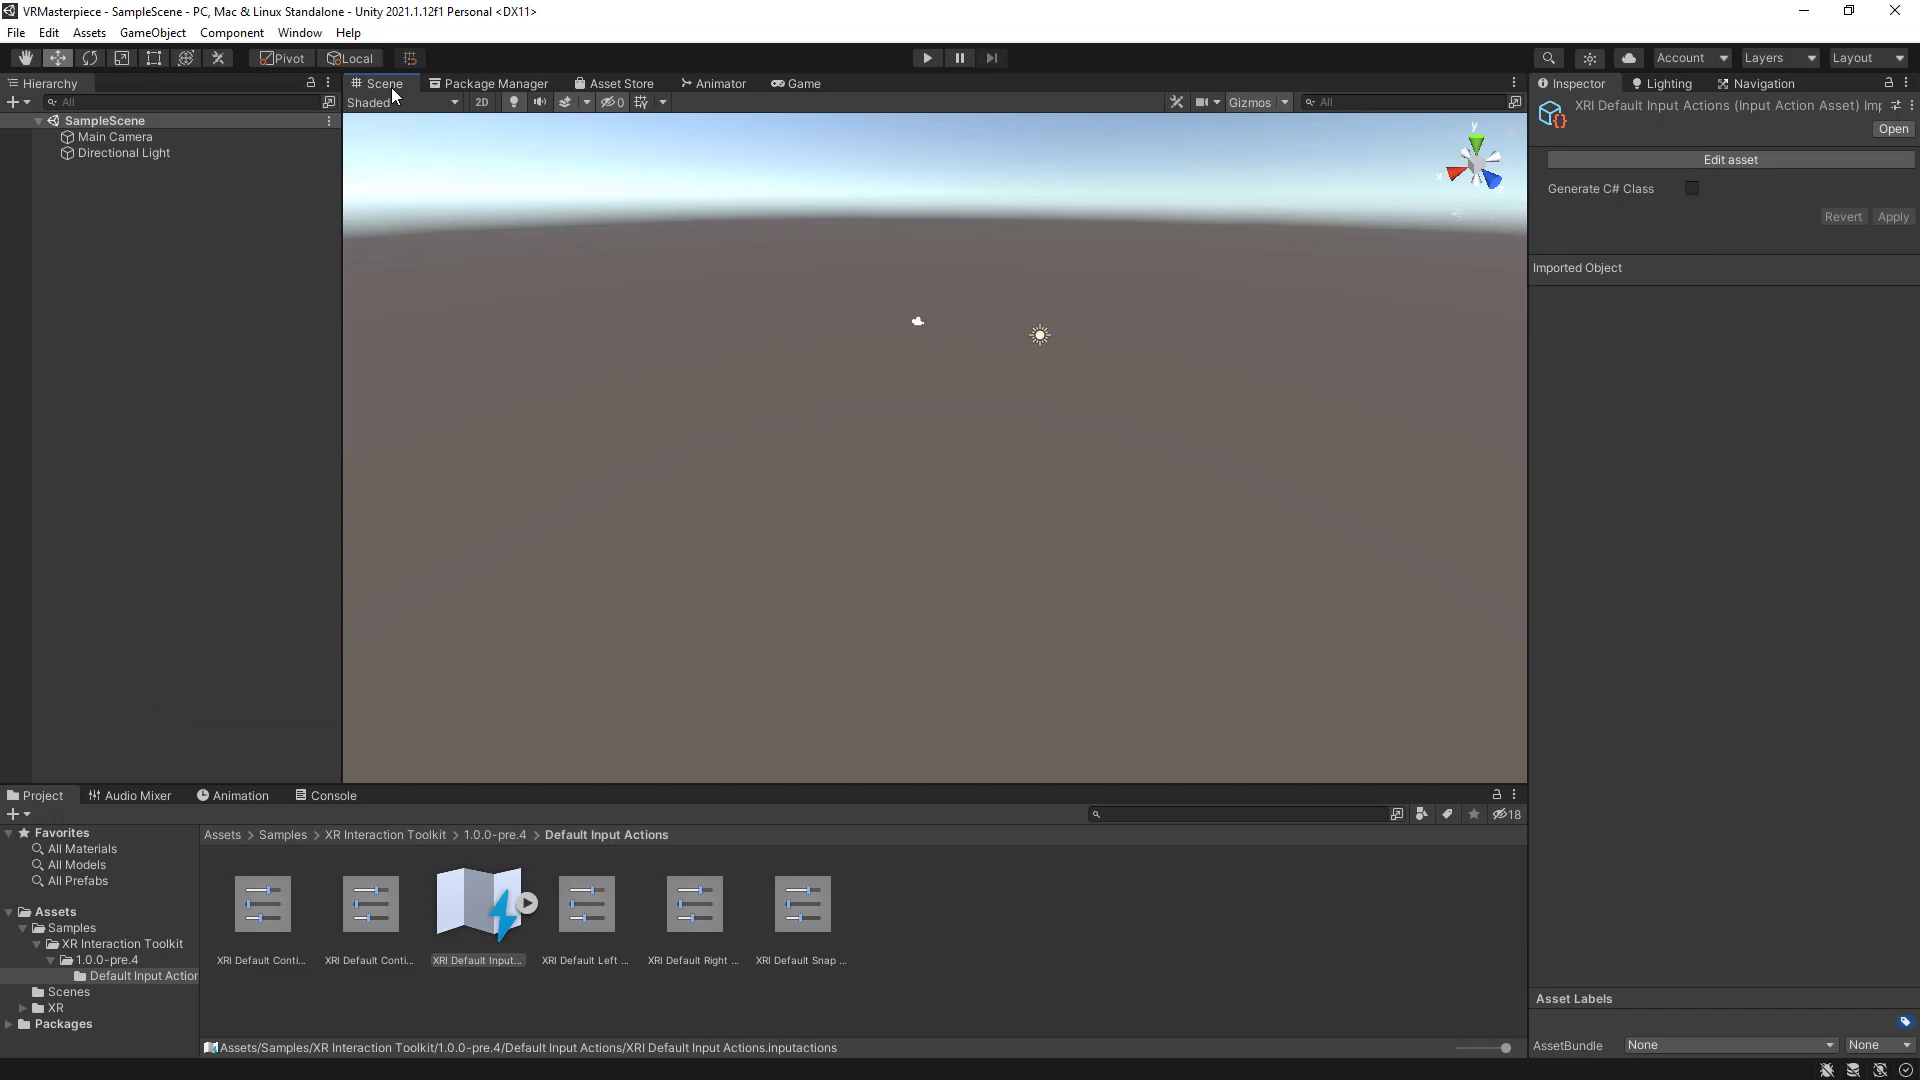 VRMasterpiece - SampleScene - PC, Mac & Linux Standalone - Unity 2021.1.12f1 Personal <DX11>
File Edit Assets GameObject Component Window Help
Pivot Local Account Layers Layout
Hierarchy Scene Package Manager Asset Store Animator Game Inspector Lighting Navigation
All Shaded 2D 0 Gizmos All
XRI Default Input Actions (Input Action Asset) Imp
Open
SampleScene
Main Camera
Directional Light
y
x
z
Edit asset
Generate C# Class
Revert Apply
Imported Object
Project Audio Mixer Animation Console
18
Favorites
All Materials
All Models
All Prefabs
Assets
Samples
XR Interaction Toolkit
1.0.0-pre.4
Default Input Action
Scenes
XR
Packages
Assets > Samples > XR Interaction Toolkit > 1.0.0-pre.4 > Default Input Actions
XRI Default Conti... XRI Default Conti... XRI Default Input... XRI Default Left ... XRI Default Right ... XRI Default Snap ...
Assets/Samples/XR Interaction Toolkit/1.0.0-pre.4/Default Input Actions/XRI Default Input Actions.inputactions
Asset Labels
AssetBundle None None